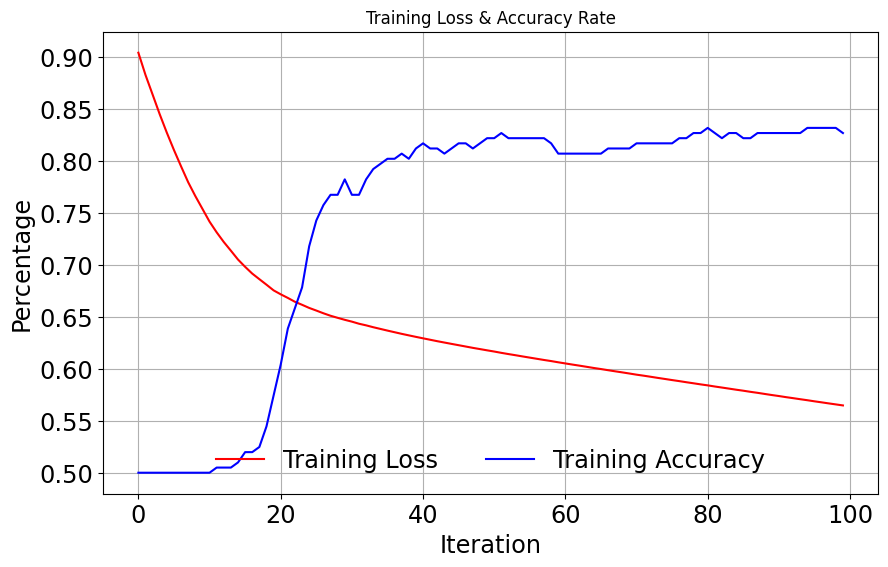 Training Loss & Accuracy Rate
Percentage
0.90
0.85
0.80
0.75
0.70
0.65
0.60
0.55
0.50
Training Loss
Training Accuracy
0 20 40 60 80 100
Iteration